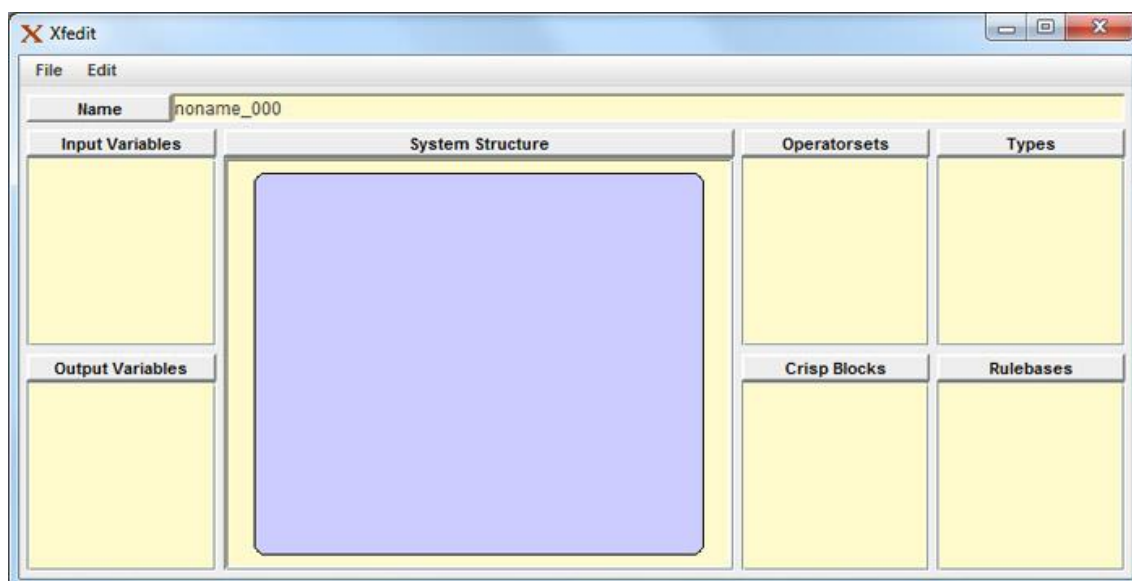 Xfedit
File Edit
Name noname_000
Input Variables System Structure Operatorsets Types
Output Variables Crisp Blocks Rulebases